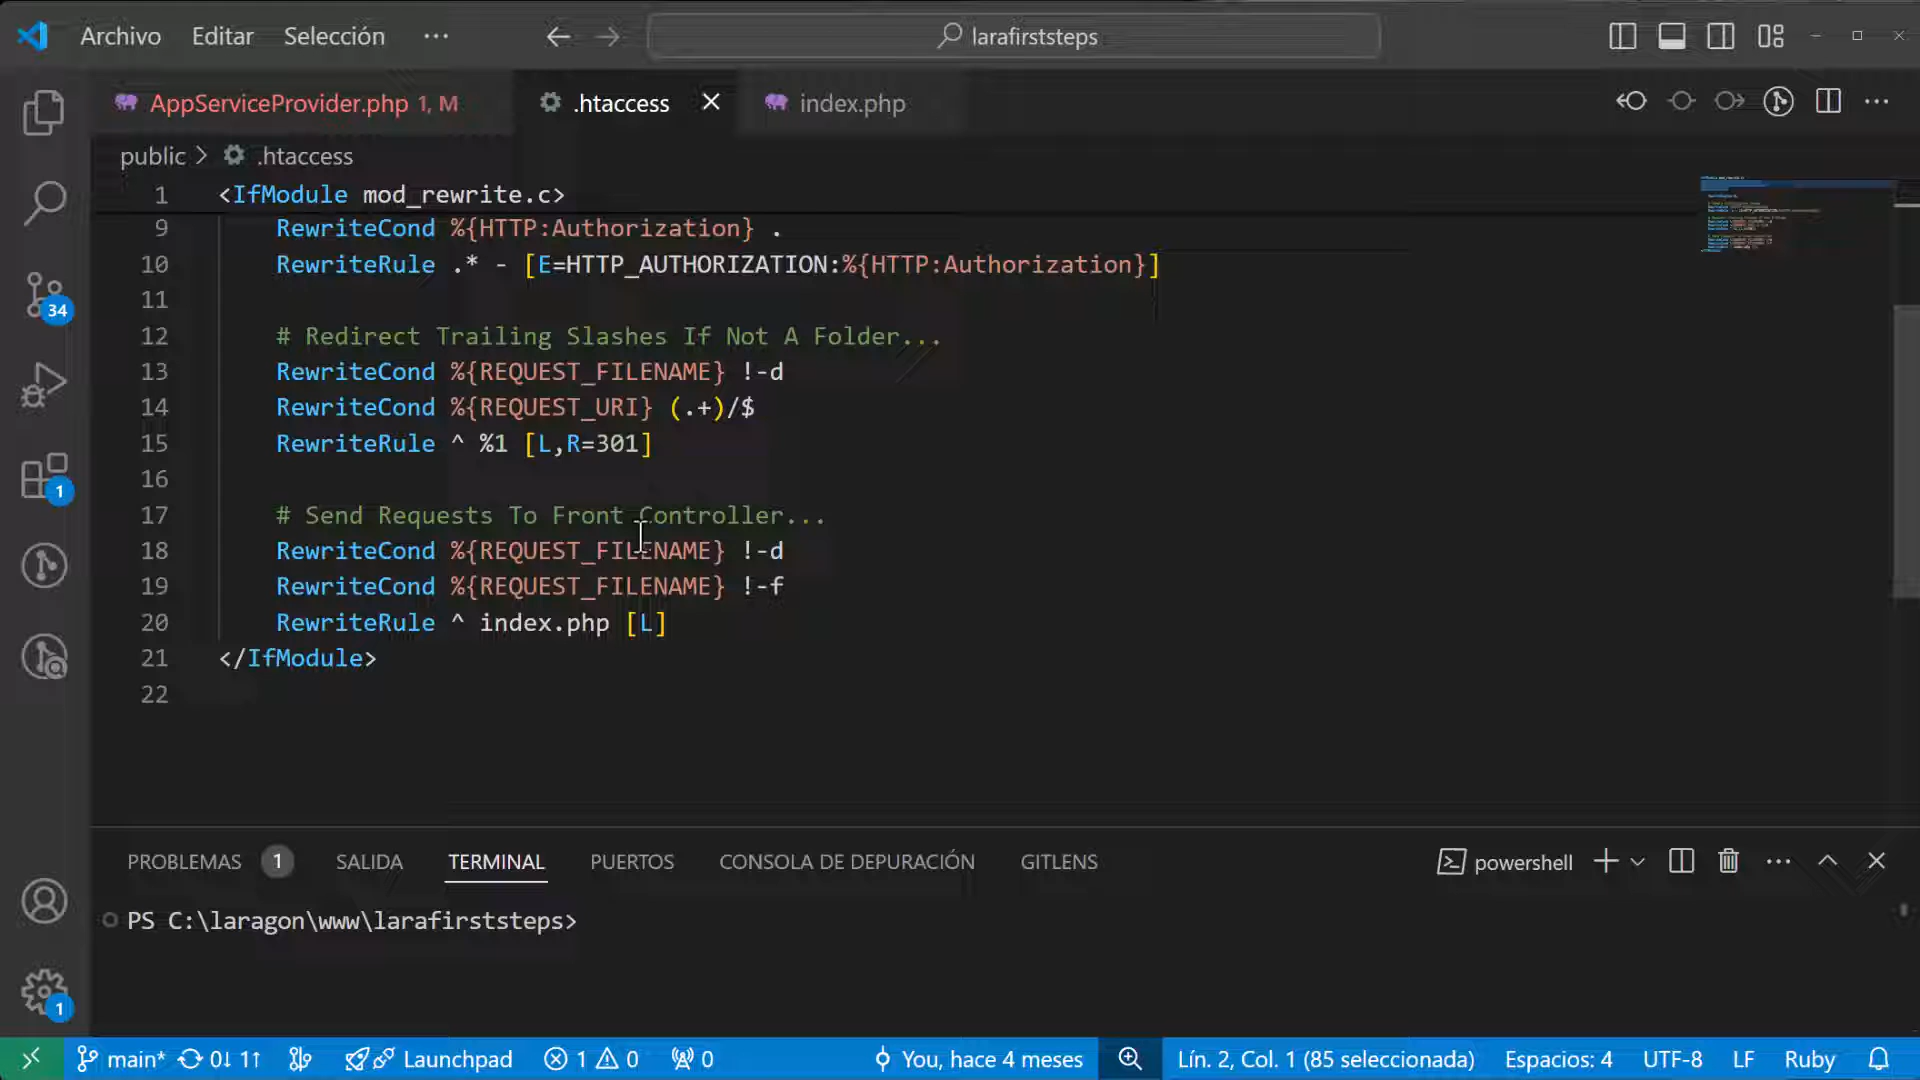 Archivo Editar Selección ··· larafirststeps
AppServiceProvider.php 1, M .htaccess index.php
public > .htaccess
1 <IfModule mod_rewrite.c>
9 RewriteCond %{HTTP:Authorization} .
10 RewriteRule .* - [E=HTTP_AUTHORIZATION:%{HTTP:Authorization}]
11
12 # Redirect Trailing Slashes If Not A Folder...
13 RewriteCond %{REQUEST_FILENAME} !-d
14 RewriteCond %{REQUEST_URI} (.+)/$
15 RewriteRule ^ %1 [L,R=301]
16
17 # Send Requests To Front Controller...
18 RewriteCond %{REQUEST_FILENAME} !-d
19 RewriteCond %{REQUEST_FILENAME} !-f
20 RewriteRule ^ index.php [L]
21 </IfModule>
22
34
1
1
PROBLEMAS 1 SALIDA TERMINAL PUERTOS CONSOLA DE DEPURACIÓN GITLENS powershell
PS C:\laragon\www\larafirststeps>
main* 0↓ 1↑ Launchpad 1 0 0 You, hace 4 meses Lín. 2, Col. 1 (85 seleccionada) Espacios: 4 UTF-8 LF Ruby